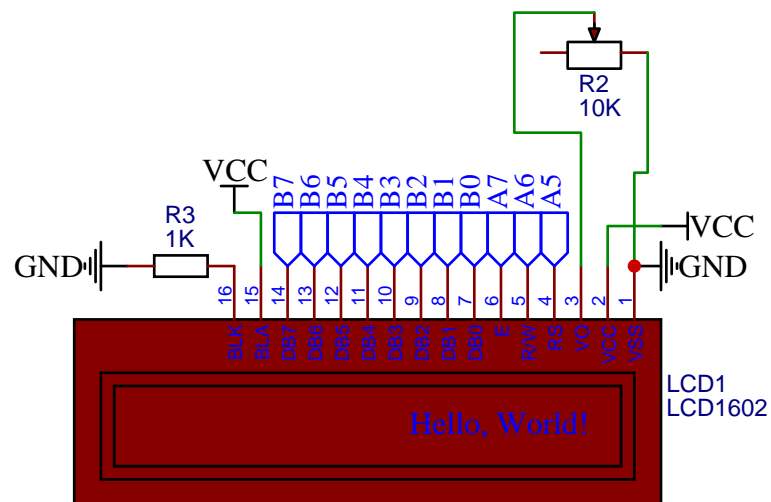 R2
10K
VCC
B7
B6
B5
B4
B3
B2
B1
B0
A7
A6
A5
R3
1K
VCC
GND
GND
16
15
14
13
12
11
10
9
8
7
6
5
4
3
2
1
BLK
BLA
DB7
DB6
DB5
DB4
DB3
DB2
DB1
DB0
E
R/W
RS
VO
VCC
VSS
LCD1
LCD1602
Hello, World!